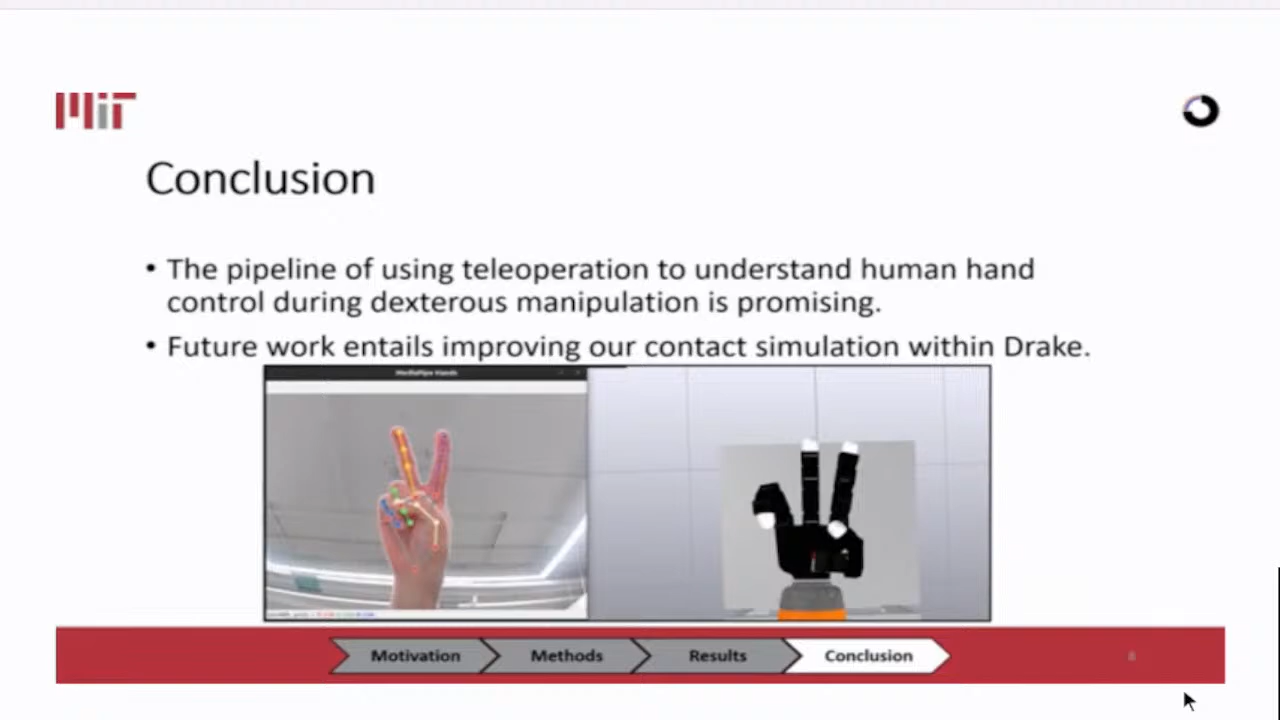 MIT
Conclusion
• The pipeline of using teleoperation to understand human hand
control during dexterous manipulation is promising.
• Future work entails improving our contact simulation within Drake.
MediaPipe Hands
Motivation
Methods
Results
Conclusion
8